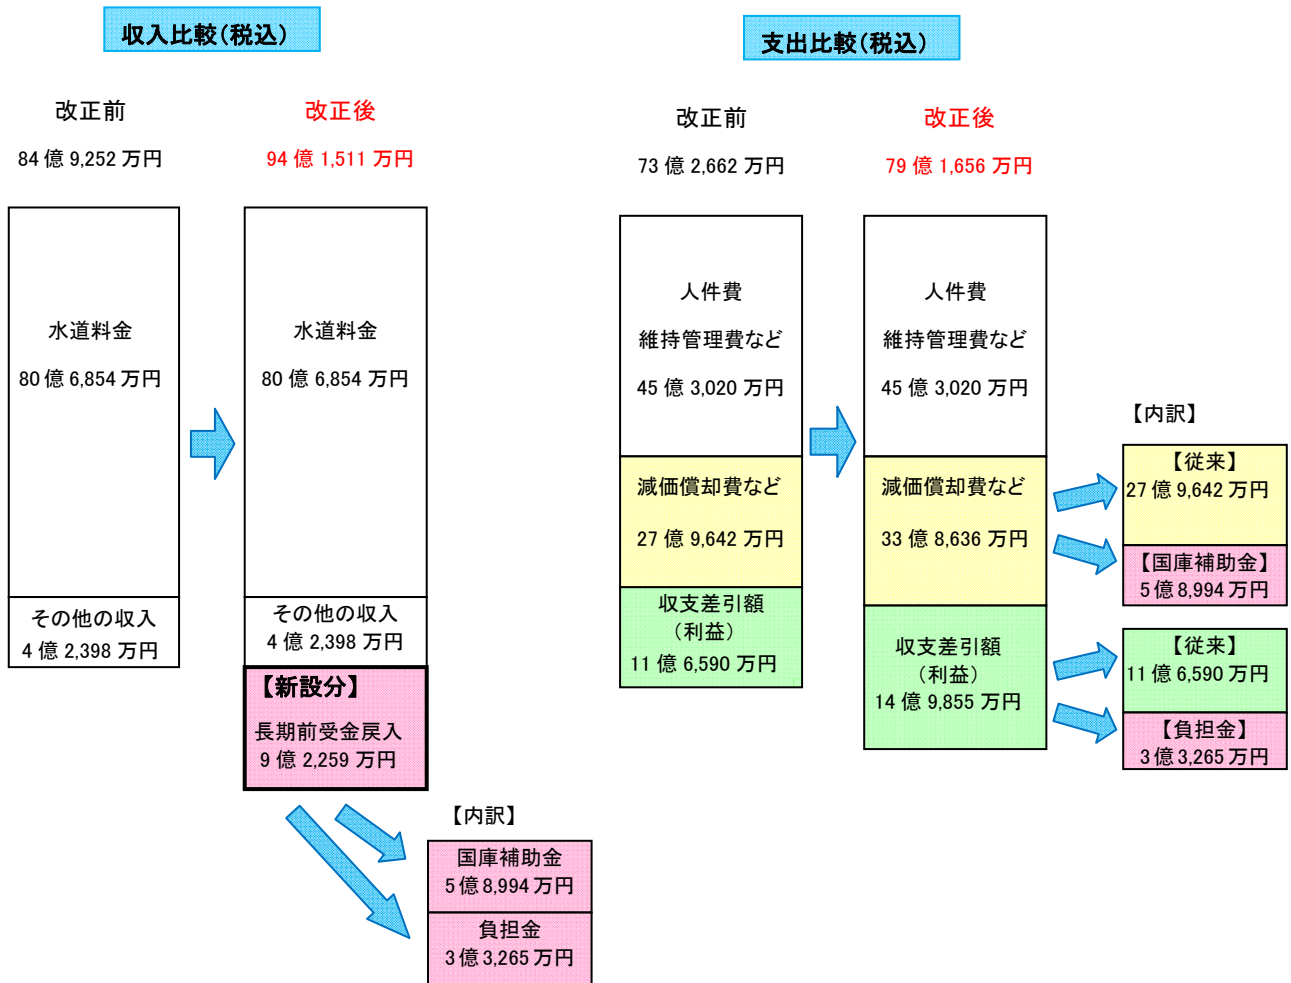 収入比較(税込)
改正前
改正後
84 億 9,252 万円
94 億 1,511 万円
水道料金
80 億 6,854 万円
その他の収入
4 億 2,398 万円
水道料金
80 億 6,854 万円
その他の収入
4 億 2,398 万円
【新設分】
長期前受金戻入
9 億 2,259 万円
【内訳】
国庫補助金
5 億 8,994 万円
負担金
3 億 3,265 万円
支出比較(税込)
改正前
改正後
73 億 2,662 万円
79 億 1,656 万円
人件費
維持管理費など
45 億 3,020 万円
減価償却費など
27 億 9,642 万円
収支差引額
(利益)
11 億 6,590 万円
人件費
維持管理費など
45 億 3,020 万円
減価償却費など
33 億 8,636 万円
収支差引額
(利益)
14 億 9,855 万円
【内訳】
【従来】
27 億 9,642 万円
【国庫補助金】
5 億 8,994 万円
【従来】
11 億 6,590 万円
【負担金】
3 億 3,265 万円